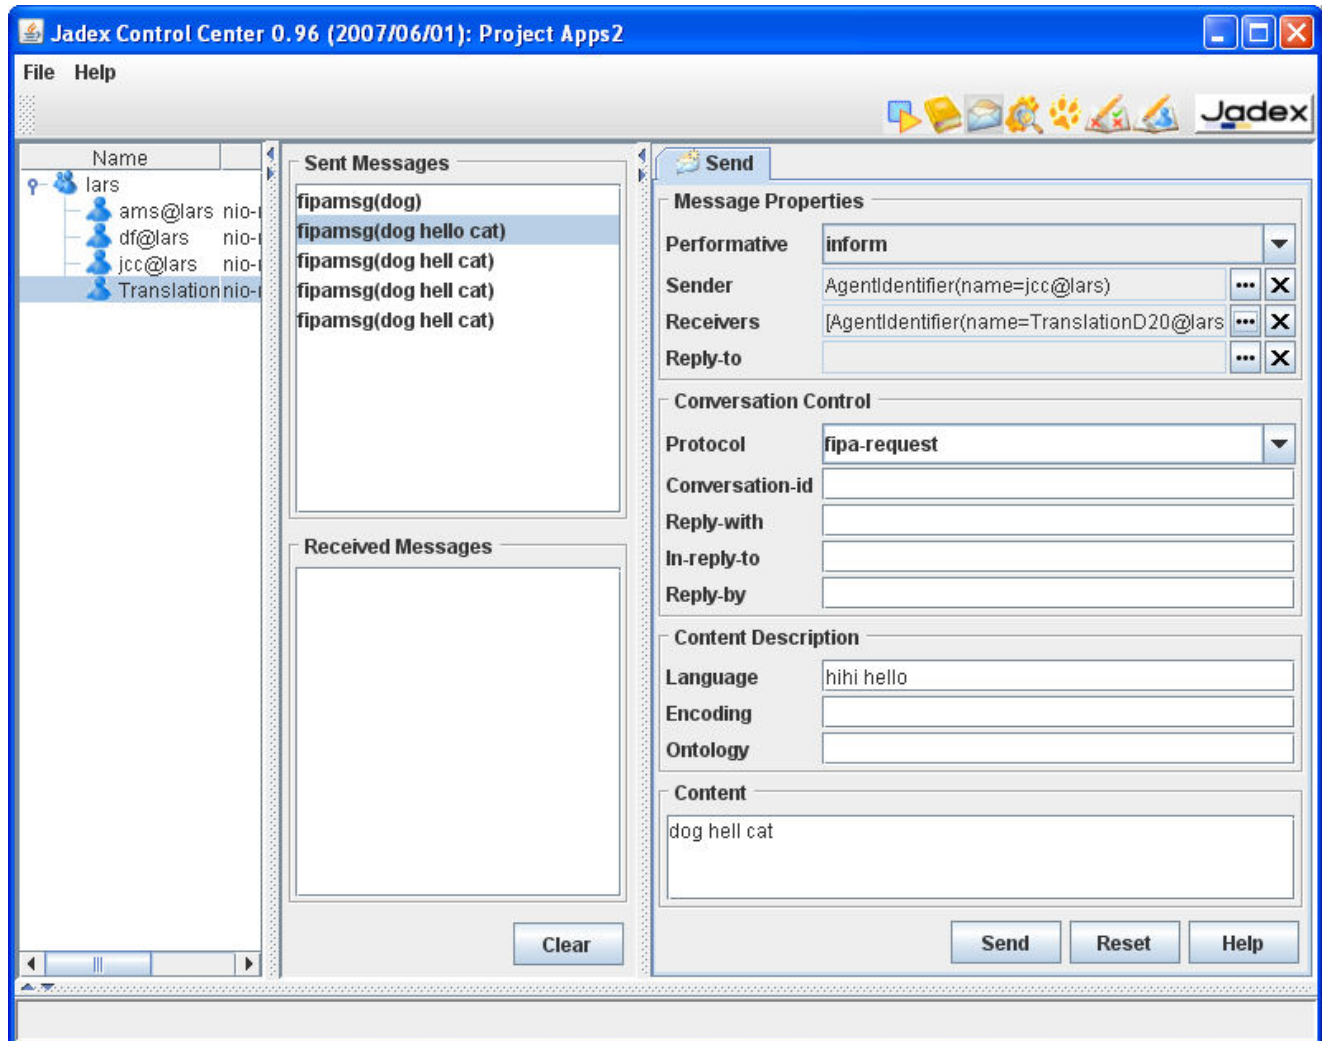 Jadex Control Center 0.96 (2007/06/01): Project Apps2
File Help
Jadex
Name
lars
ams@lars nio-
df@lars nio-
jcc@lars nio-
Translation nio-
Sent Messages
fipamsg(dog)
fipamsg(dog hello cat)
fipamsg(dog hell cat)
fipamsg(dog hell cat)
fipamsg(dog hell cat)
Received Messages
Clear
Send
Message Properties
Performative inform
Sender AgentIdentifier(name=jcc@lars)
Receivers [AgentIdentifier(name=TranslationD20@lars
Reply-to
Conversation Control
Protocol fipa-request
Conversation-id
Reply-with
In-reply-to
Reply-by
Content Description
Language hihi hello
Encoding
Ontology
Content
dog hell cat
Send Reset Help